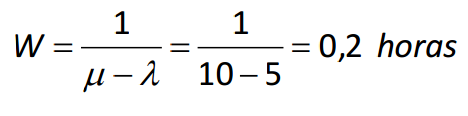 W = 1 / (μ − λ) = 1 / (10 − 5) = 0,2 horas